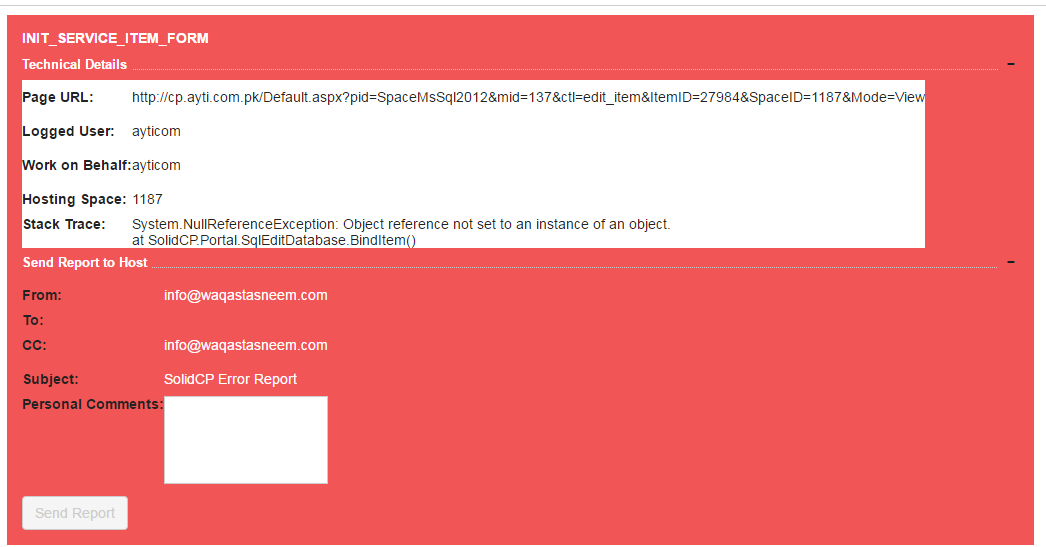 INIT_SERVICE_ITEM_FORM
Technical Details
Page URL: http://cp.ayti.com.pk/Default.aspx?pid=SpaceMsSql2012&mid=137&ctl=edit_item&ItemID=27984&SpaceID=1187&Mode=View
Logged User: ayticom
Work on Behalf: ayticom
Hosting Space: 1187
Stack Trace: System.NullReferenceException: Object reference not set to an instance of an object.
at SolidCP.Portal.SqlEditDatabase.BindItem()
Send Report to Host
From: info@waqastasneem.com
To:
CC: info@waqastasneem.com
Subject: SolidCP Error Report
Personal Comments:
Send Report